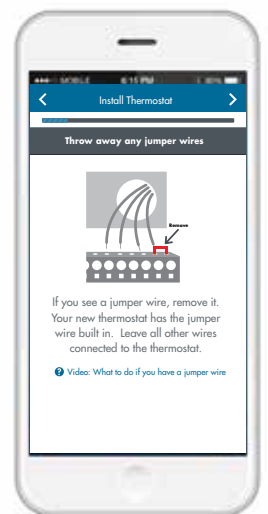 MOBILE 6:15 PM
Install Thermostat
Throw away any jumper wires
Remove
If you see a jumper wire, remove it.
Your new thermostat has the jumper
wire built in. Leave all other wires
connected to the thermostat.
Video: What to do if you have a jumper wire